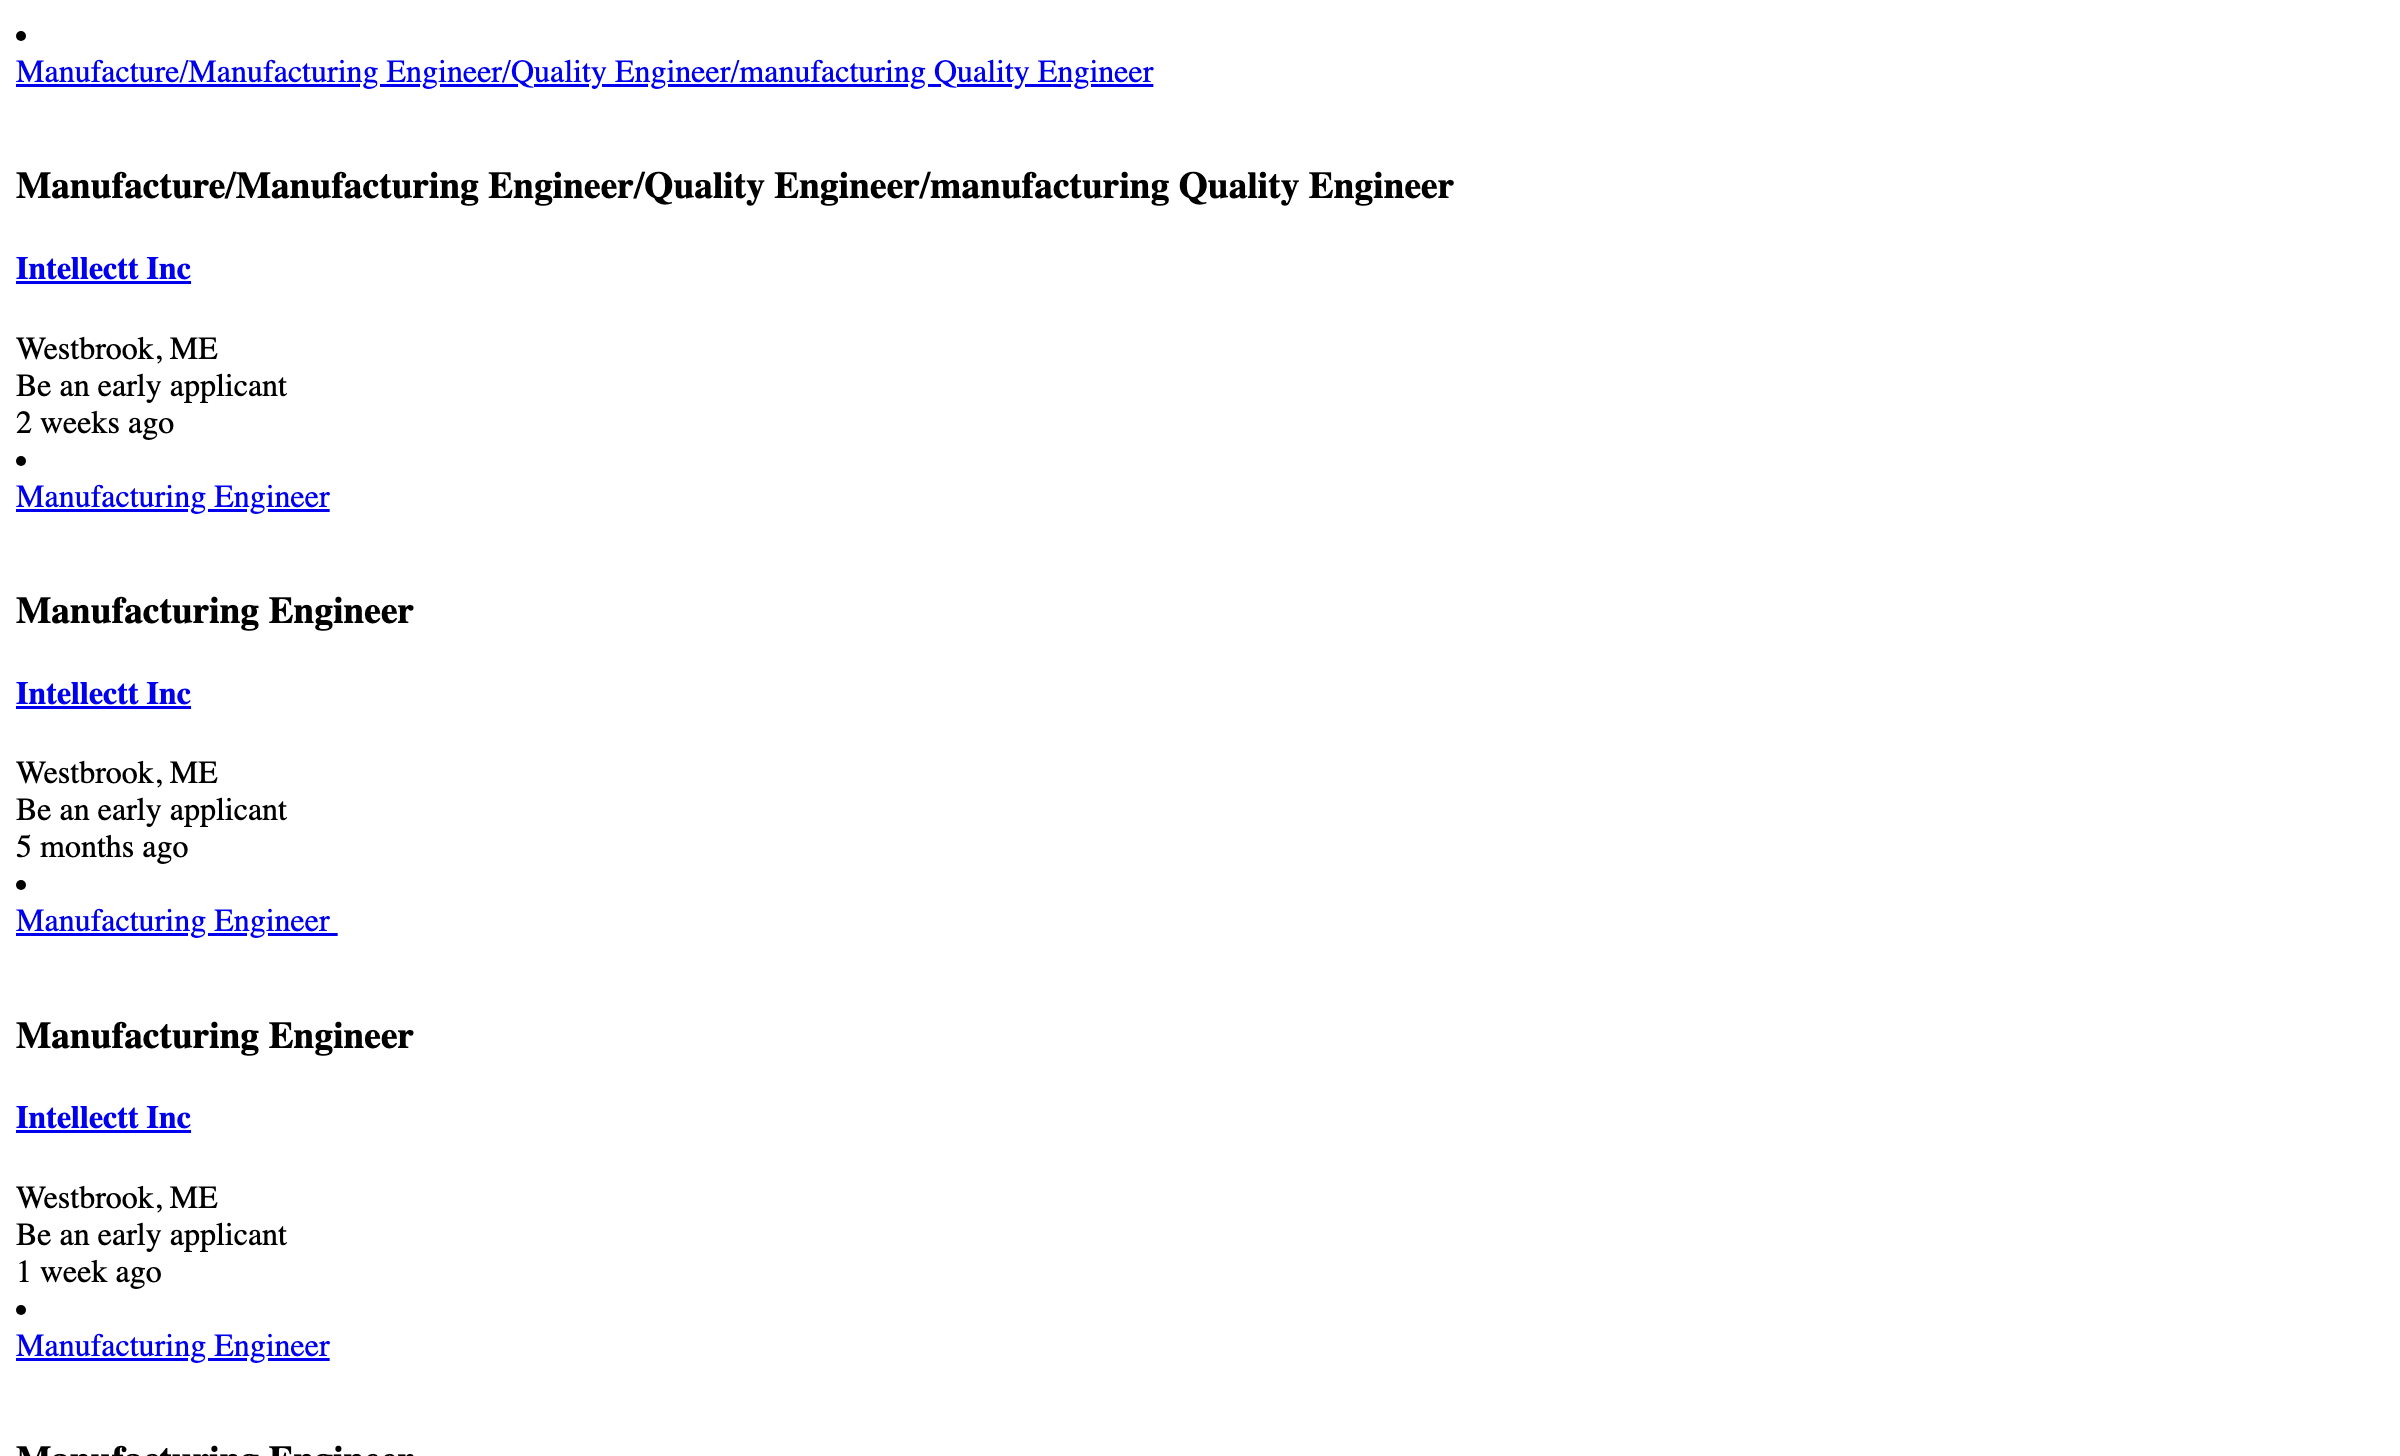 Manufacture/Manufacturing Engineer/Quality Engineer/manufacturing Quality Engineer
Manufacture/Manufacturing Engineer/Quality Engineer/manufacturing Quality Engineer
Intellectt Inc
Westbrook, ME
Be an early applicant
2 weeks ago
Manufacturing Engineer
Manufacturing Engineer
Intellectt Inc
Westbrook, ME
Be an early applicant
5 months ago
Manufacturing Engineer
Manufacturing Engineer
Intellectt Inc
Westbrook, ME
Be an early applicant
1 week ago
Manufacturing Engineer
Manufacturing Engineer